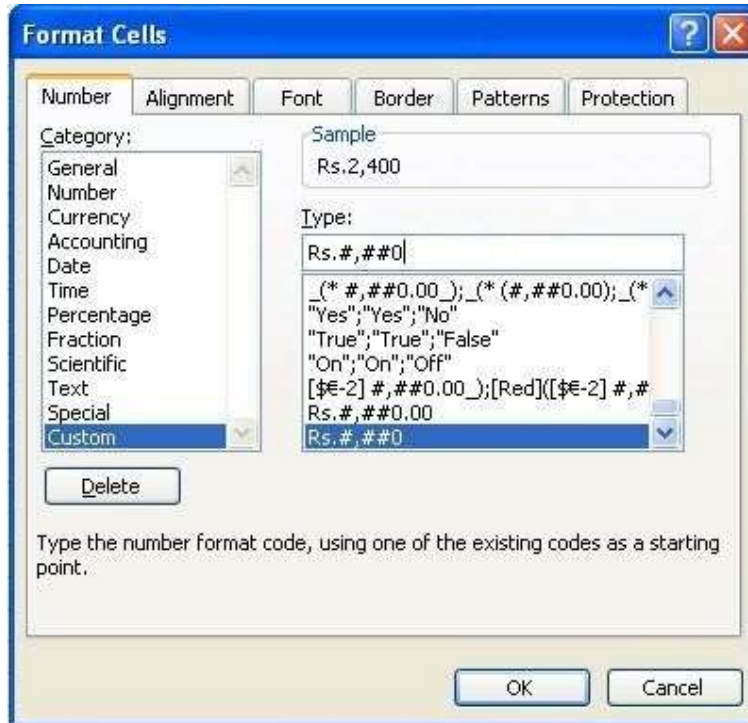 Format Cells
Number Alignment Font Border Patterns Protection
Category:
General
Number
Currency
Accounting
Date
Time
Percentage
Fraction
Scientific
Text
Special
Custom
Sample
Rs.2,400
Type:
Rs.#,##0
_(* #,##0.00_);_(* (#,##0.00);_(*
"Yes";"Yes";"No"
"True";"True";"False"
"On";"On";"Off"
[$€-2] #,##0.00_);[Red]([$€-2] #,#
Rs.#,##0.00
Rs.#,##0
Delete
Type the number format code, using one of the existing codes as a starting
point.
OK Cancel